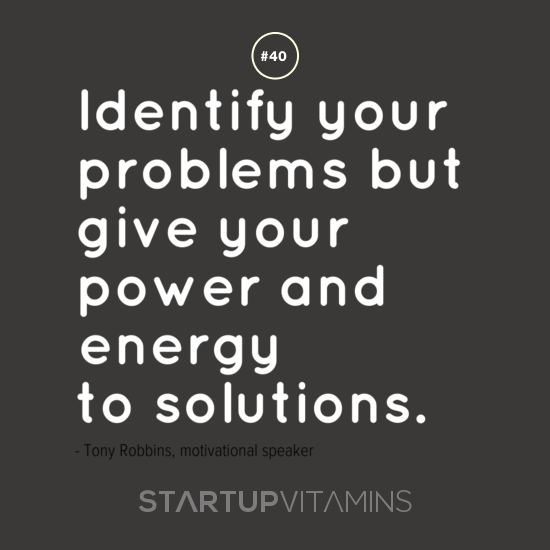 #40
Identify your
problems but
give your
power and
energy
to solutions.
- Tony Robbins, motivational speaker
STARTUPVITAMINS